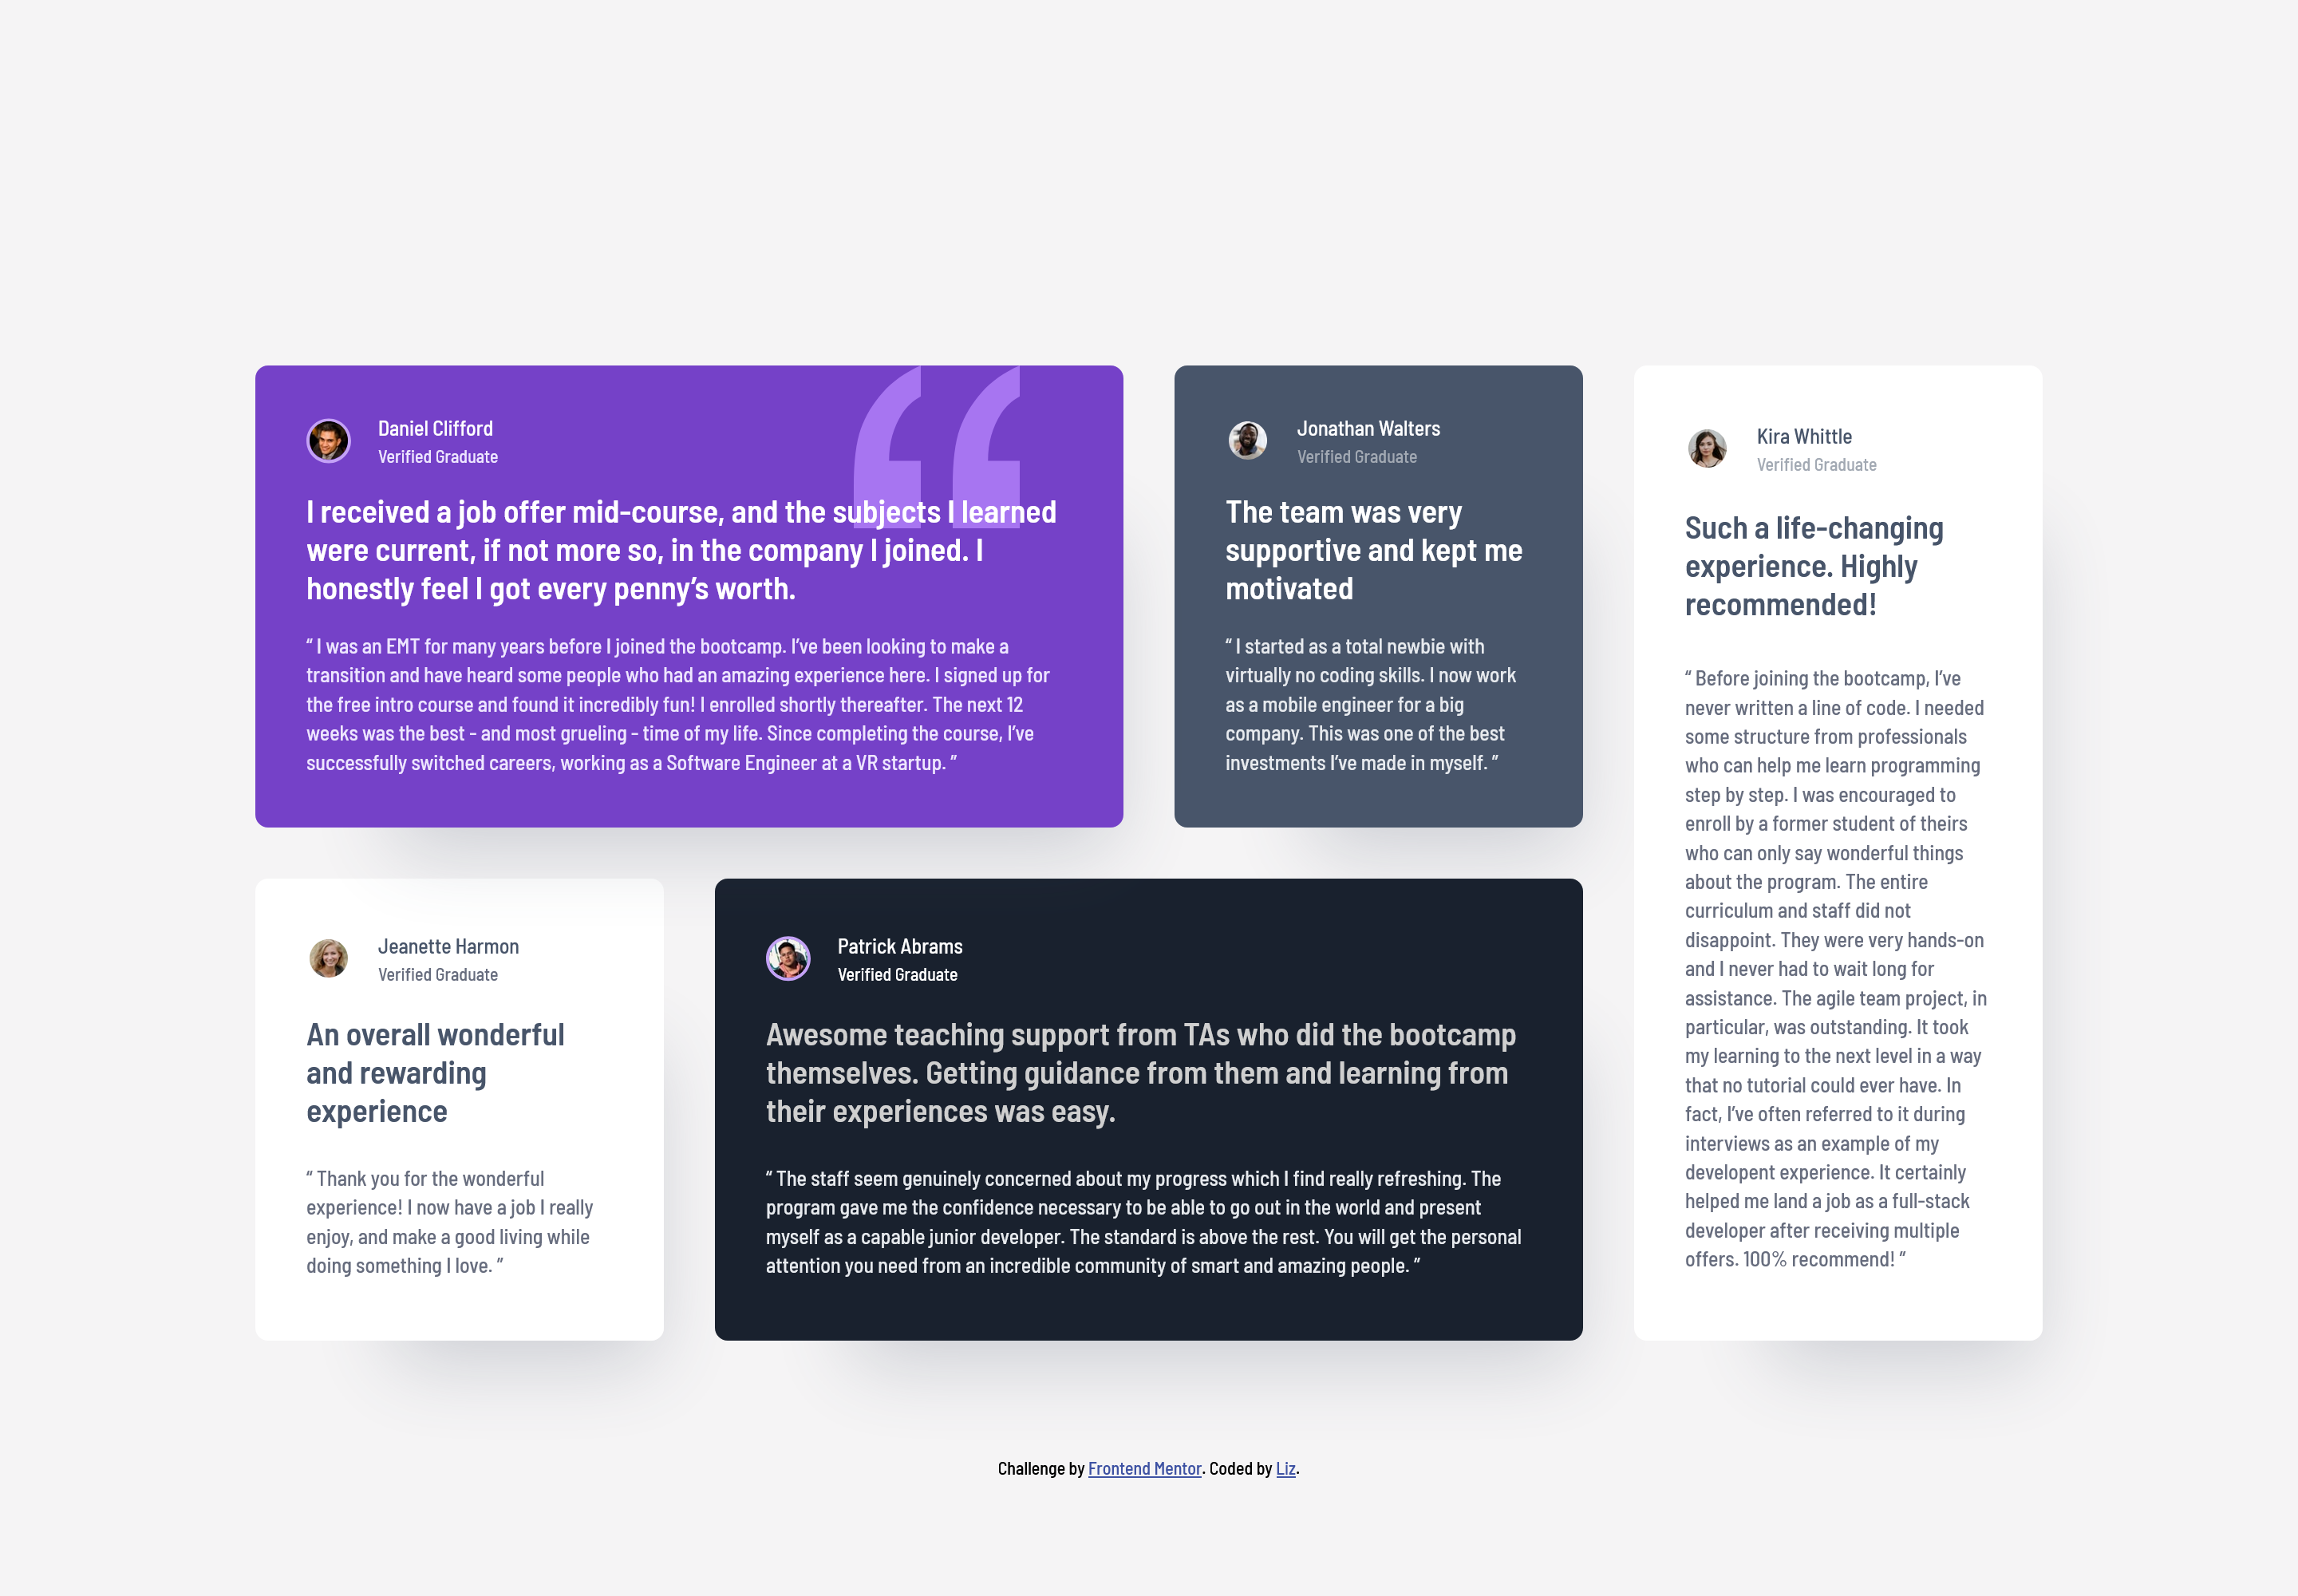 Daniel Clifford
Verified Graduate
I received a job offer mid-course, and the subjects I learned
were current, if not more so, in the company I joined. I
honestly feel I got every penny’s worth.
“ I was an EMT for many years before I joined the bootcamp. I’ve been looking to make a
transition and have heard some people who had an amazing experience here. I signed up for
the free intro course and found it incredibly fun! I enrolled shortly thereafter. The next 12
weeks was the best - and most grueling - time of my life. Since completing the course, I’ve
successfully switched careers, working as a Software Engineer at a VR startup. ”
Jonathan Walters
Verified Graduate
The team was very
supportive and kept me
motivated
“ I started as a total newbie with
virtually no coding skills. I now work
as a mobile engineer for a big
company. This was one of the best
investments I’ve made in myself. ”
Kira Whittle
Verified Graduate
Such a life-changing
experience. Highly
recommended!
“ Before joining the bootcamp, I’ve
never written a line of code. I needed
some structure from professionals
who can help me learn programming
step by step. I was encouraged to
enroll by a former student of theirs
who can only say wonderful things
about the program. The entire
curriculum and staff did not
disappoint. They were very hands-on
and I never had to wait long for
assistance. The agile team project, in
particular, was outstanding. It took
my learning to the next level in a way
that no tutorial could ever have. In
fact, I’ve often referred to it during
interviews as an example of my
developent experience. It certainly
helped me land a job as a full-stack
developer after receiving multiple
offers. 100% recommend! ”
Jeanette Harmon
Verified Graduate
An overall wonderful
and rewarding
experience
“ Thank you for the wonderful
experience! I now have a job I really
enjoy, and make a good living while
doing something I love. ”
Patrick Abrams
Verified Graduate
Awesome teaching support from TAs who did the bootcamp
themselves. Getting guidance from them and learning from
their experiences was easy.
“ The staff seem genuinely concerned about my progress which I find really refreshing. The
program gave me the confidence necessary to be able to go out in the world and present
myself as a capable junior developer. The standard is above the rest. You will get the personal
attention you need from an incredible community of smart and amazing people. ”
Challenge by Frontend Mentor. Coded by Liz.